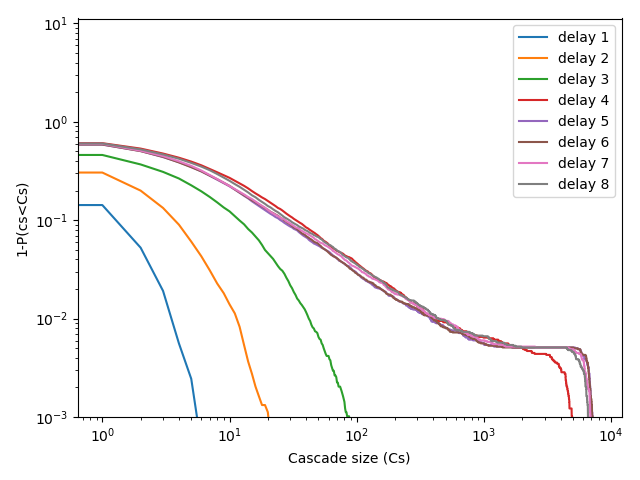 10¹
10⁰
10⁻¹
10⁻²
10⁻³
1-P(cs<Cs)
delay 1
delay 2
delay 3
delay 4
delay 5
delay 6
delay 7
delay 8
10⁰
10¹
10²
10³
10⁴
Cascade size (Cs)